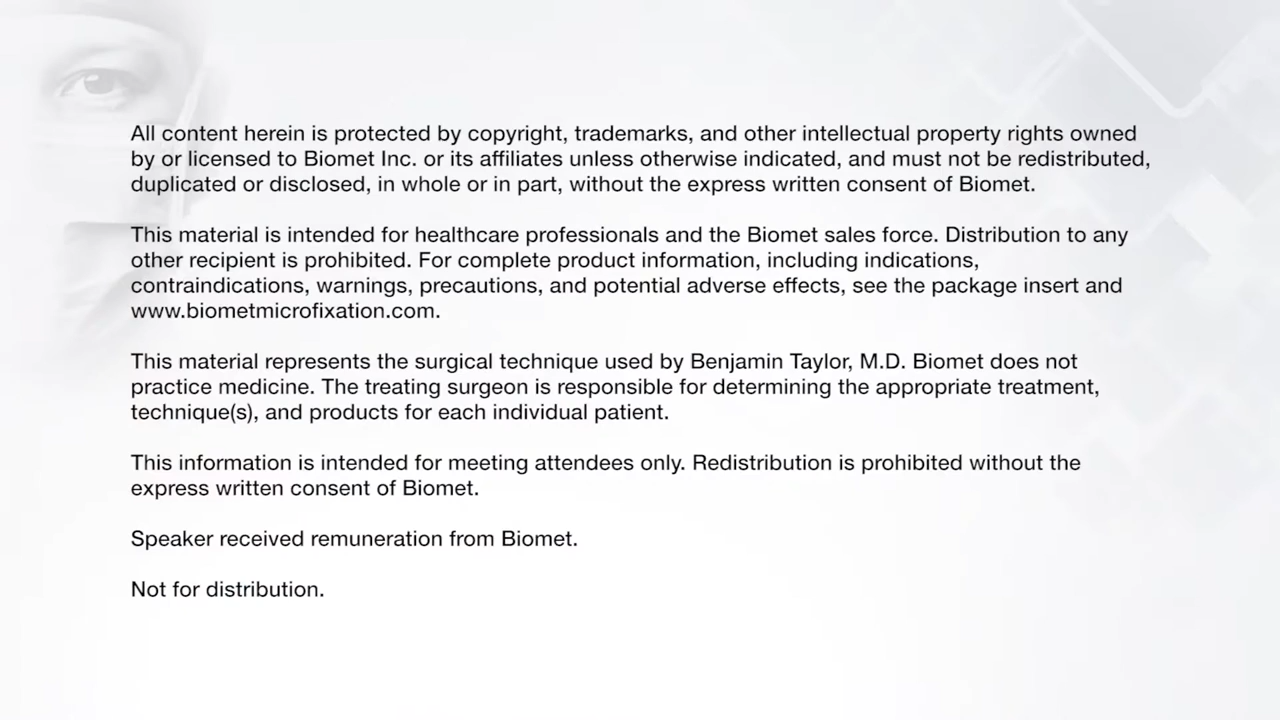 All content herein is protected by copyright, trademarks, and other intellectual property rights owned
by or licensed to Biomet Inc. or its affiliates unless otherwise indicated, and must not be redistributed,
duplicated or disclosed, in whole or in part, without the express written consent of Biomet.
This material is intended for healthcare professionals and the Biomet sales force. Distribution to any
other recipient is prohibited. For complete product information, including indications,
contraindications, warnings, precautions, and potential adverse effects, see the package insert and
www.biometmicrofixation.com.
This material represents the surgical technique used by Benjamin Taylor, M.D. Biomet does not
practice medicine. The treating surgeon is responsible for determining the appropriate treatment,
technique(s), and products for each individual patient.
This information is intended for meeting attendees only. Redistribution is prohibited without the
express written consent of Biomet.
Speaker received remuneration from Biomet.
Not for distribution.